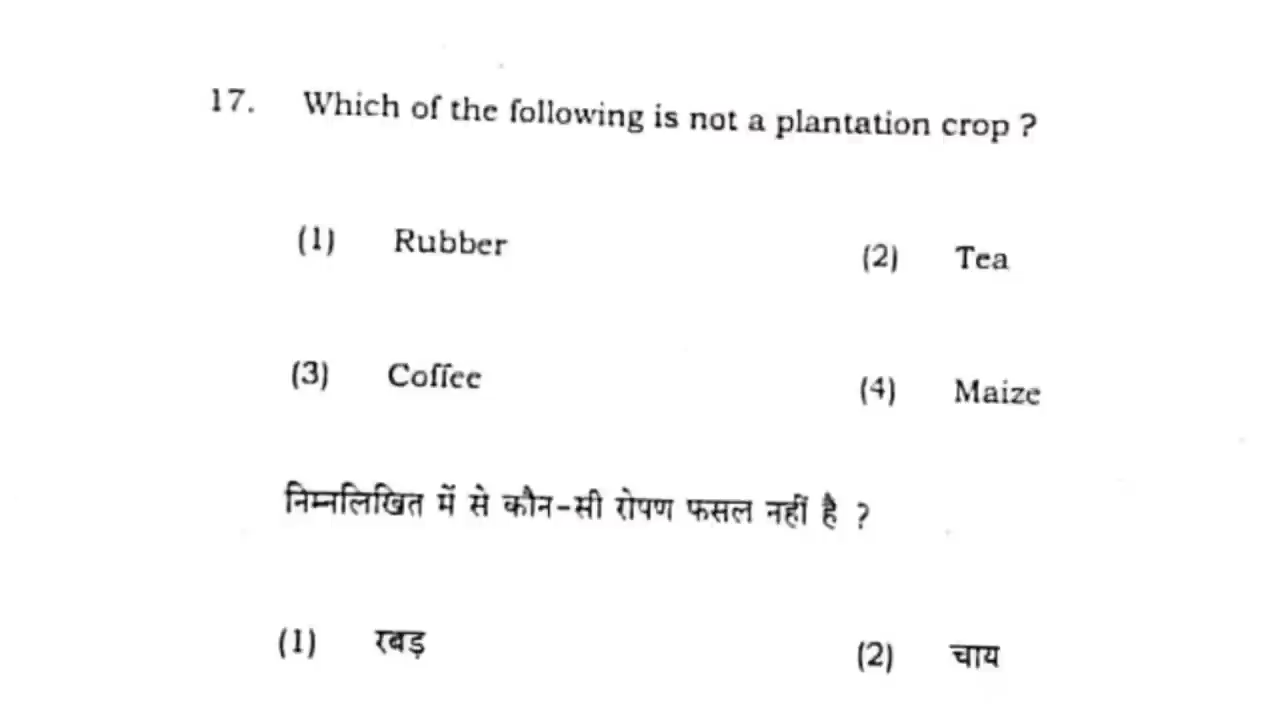 17. Which of the following is not a plantation crop ?
(1) Rubber (2) Tea
(3) Coffee (4) Maize
निम्नलिखित में से कौन-सी रोपण फसल नहीं है ?
(1) रबड़ (2) चाय